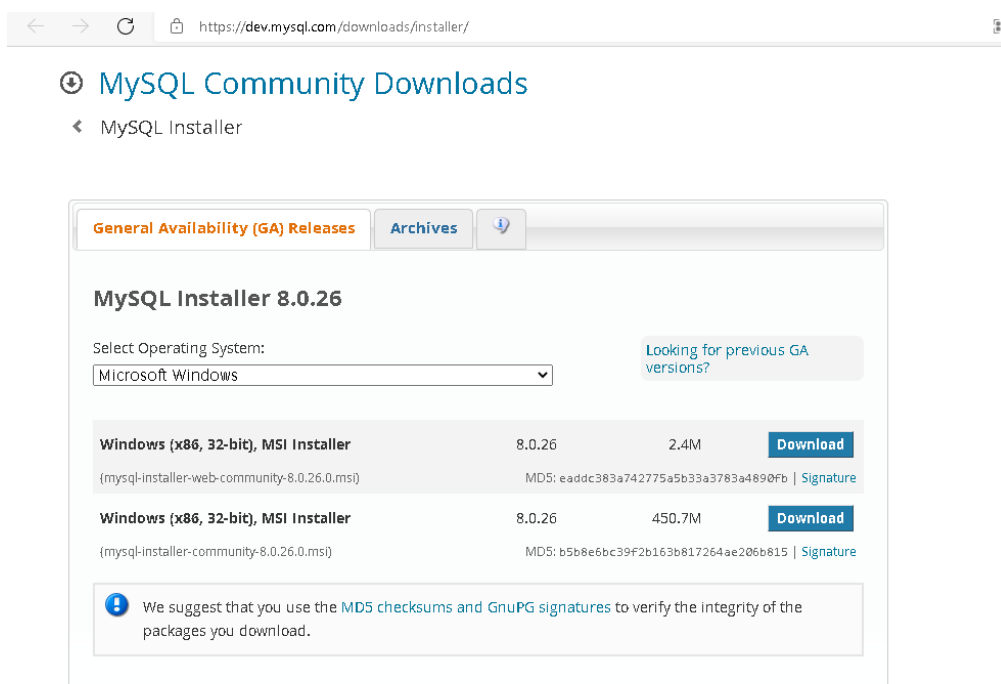 https://dev.mysql.com/downloads/installer/
MySQL Community Downloads
MySQL Installer
General Availability (GA) Releases
Archives
MySQL Installer 8.0.26
Select Operating System:
Looking for previous GA
versions?
Microsoft Windows
Windows (x86, 32-bit), MSI Installer 8.0.26 2.4M Download
(mysql-installer-web-community-8.0.26.0.msi) MD5: eaddc383a742775a5b33a3783a4890fb | Signature
Windows (x86, 32-bit), MSI Installer 8.0.26 450.7M Download
(mysql-installer-community-8.0.26.0.msi) MD5: b5b8e6bc39f2b163b817264ae206b815 | Signature
We suggest that you use the MD5 checksums and GnuPG signatures to verify the integrity of the
packages you download.